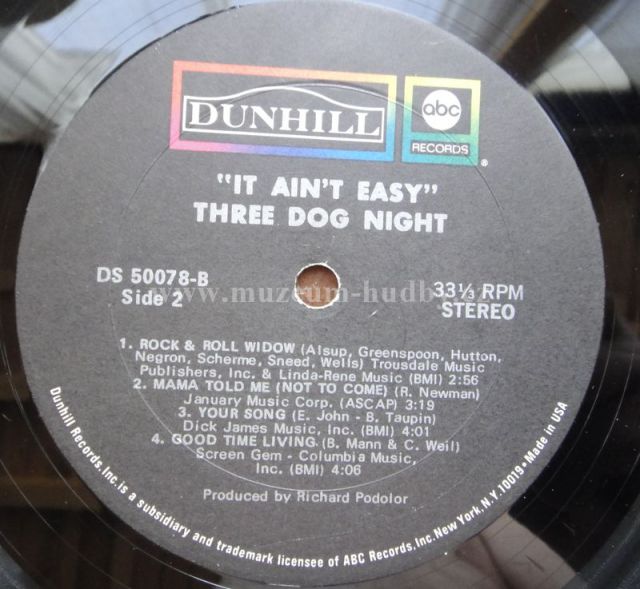 DUNHILL
abc
RECORDS
®
"IT AIN'T EASY"
THREE DOG NIGHT
DS 50078-B
Side 2
33⅓ RPM
STEREO
www.muzeum-hudby.cz
1. ROCK & ROLL WIDOW (Alsup, Greenspoon, Hutton,
Negron, Scherme, Sneed, Wells) Trousdale Music
Publishers, Inc. & Linda-Rene Music (BMI) 2:56
2. MAMA TOLD ME (NOT TO COME) (R. Newman)
January Music Corp. (ASCAP) 3:19
3. YOUR SONG (E. John - B. Taupin)
Dick James Music, Inc. (BMI) 4:01
4. GOOD TIME LIVING (B. Mann & C. Weil)
Screen Gem - Columbia Music,
Inc. (BMI) 4:06
Produced by Richard Podolor
Dunhill Records, Inc. is a subsidiary and trademark licensee of ABC Records, Inc. New York, N.Y. 10019 • Made in USA